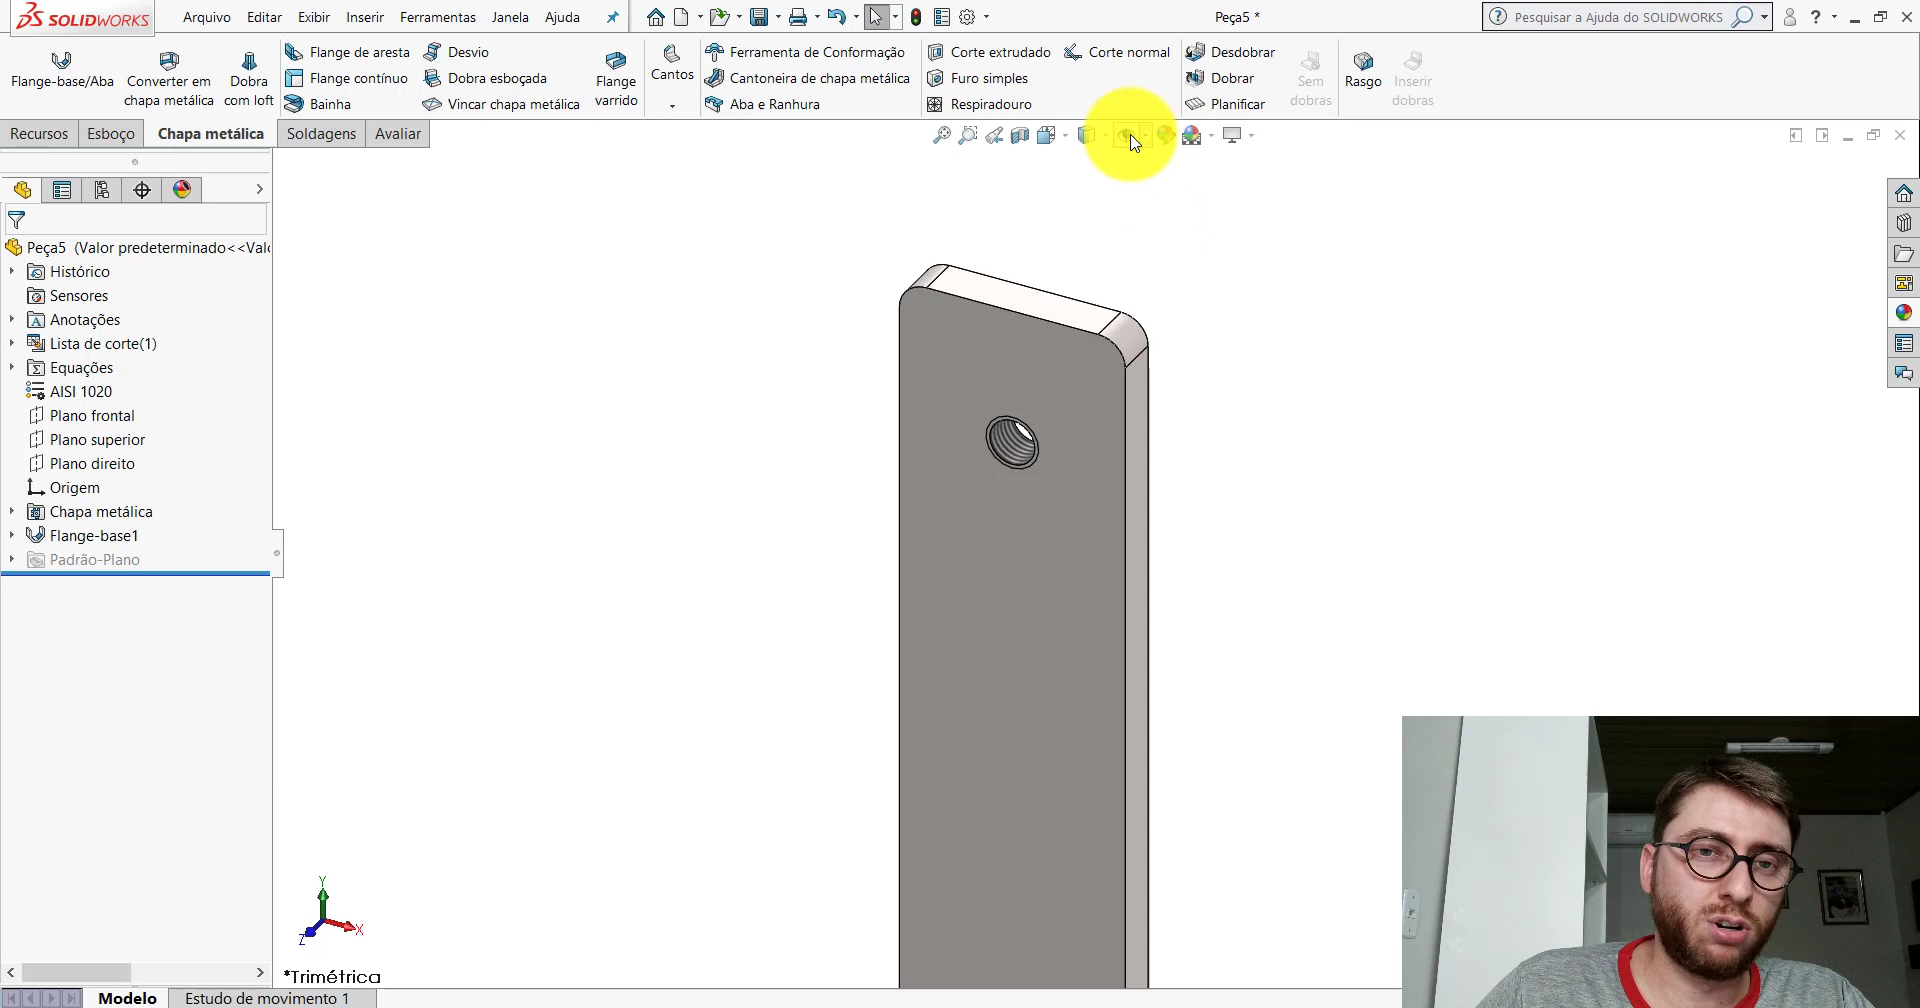 SOLIDWORKS
Arquivo Editar Exibir Inserir Ferramentas Janela Ajuda
Peça5 *
Pesquisar a Ajuda do SOLIDWORKS
Flange-base/Aba
Converter em
chapa metálica
Dobra
com loft
Flange de aresta
Flange contínuo
Bainha
Desvio
Dobra esboçada
Vincar chapa metálica
Flange
varrido
Cantos
Ferramenta de Conformação
Cantoneira de chapa metálica
Aba e Ranhura
Corte extrudado
Furo simples
Respiradouro
Corte normal
Desdobrar
Dobrar
Planificar
Sem
dobras
Rasgo
Inserir
dobras
Recursos Esboço Chapa metálica Soldagens Avaliar
Peça5 (Valor predeterminado<<Val
Histórico
Sensores
Anotações
Lista de corte(1)
Equações
AISI 1020
Plano frontal
Plano superior
Plano direito
Origem
Chapa metálica
Flange-base1
Padrão-Plano
Y
X
Z
*Trimétrica
Modelo Estudo de movimento 1